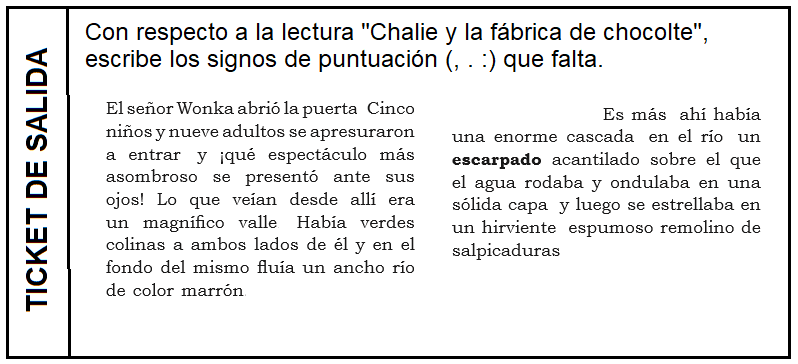 TICKET DE SALIDA
Con respecto a la lectura "Chalie y la fábrica de chocolte",
escribe los signos de puntuación (, . :) que falta.
El señor Wonka abrió la puerta Cinco
niños y nueve adultos se apresuraron
a entrar y ¡qué espectáculo más
asombroso se presentó ante sus
ojos! Lo que veían desde allí era
un magnífico valle Había verdes
colinas a ambos lados de él y en el
fondo del mismo fluía un ancho río
de color marrón
Es más ahí había
una enorme cascada en el río un
escarpado acantilado sobre el que
el agua rodaba y ondulaba en una
sólida capa y luego se estrellaba en
un hirviente espumoso remolino de
salpicaduras